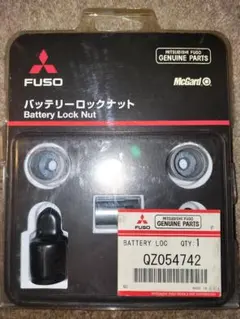 MITSUBISHI FUSO
GENUINE PARTS
FUSO
McGard
バッテリーロックナット
Battery Lock Nut
MITSUBISHI FUSO
GENUINE PARTS
BATTERY LOC QTY 1
QZ054742